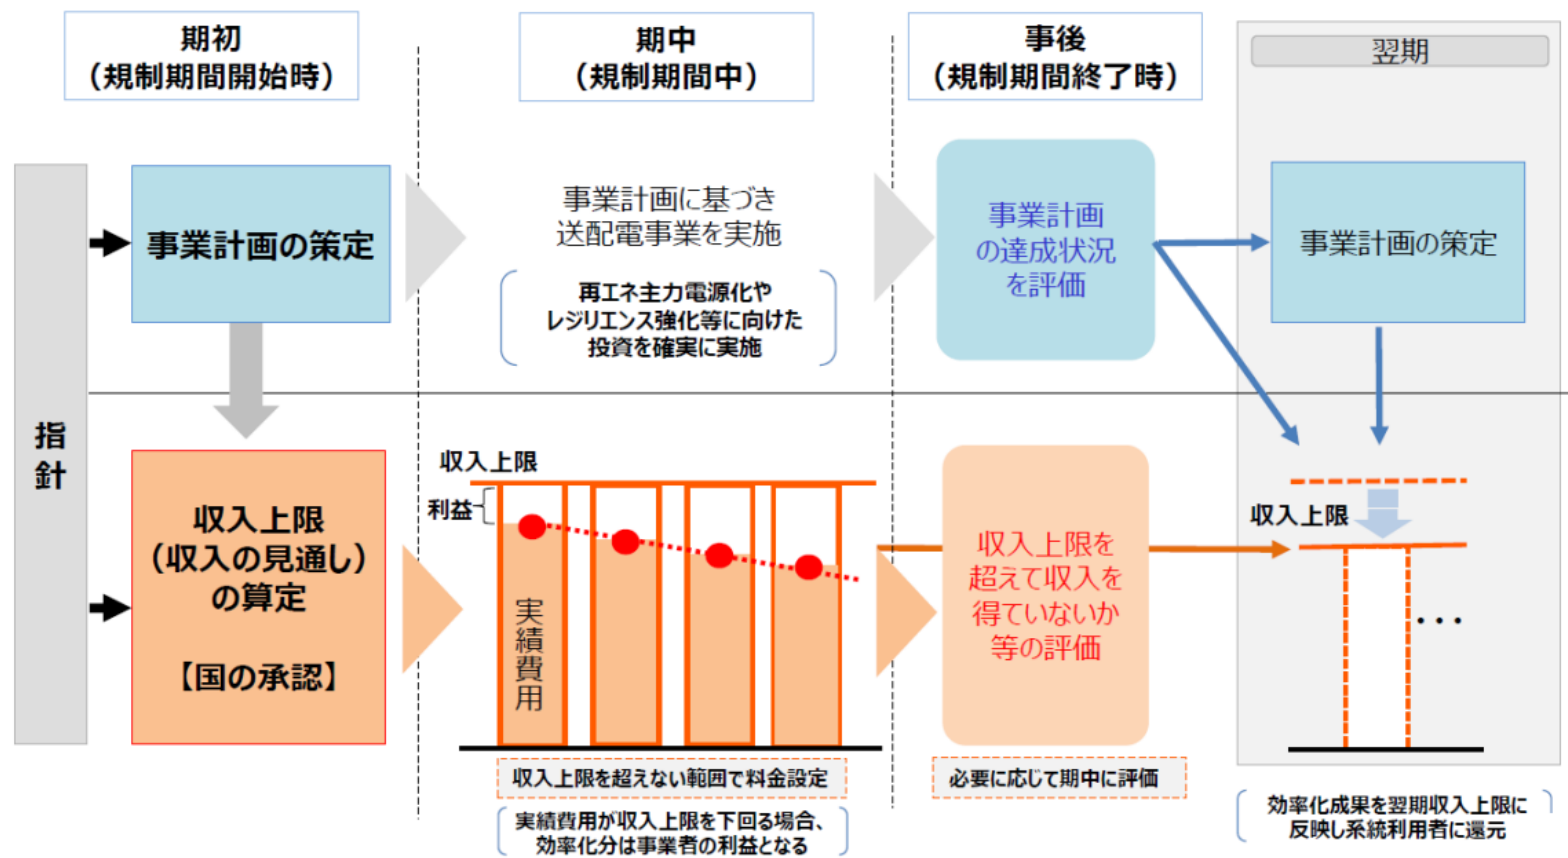 期初
（規制期間開始時）
期中
（規制期間中）
事後
（規制期間終了時）
翌期
指針
事業計画の策定
事業計画に基づき
送配電事業を実施
再エネ主力電源化や
レジリエンス強化等に向けた
投資を確実に実施
事業計画
の達成状況
を評価
事業計画の策定
収入上限
（収入の見通し）
の算定
【国の承認】
収入上限
利益
実績費用
収入上限を超えない範囲で料金設定
実績費用が収入上限を下回る場合、
効率化分は事業者の利益となる
収入上限を
超えて収入を
得ていないか
等の評価
必要に応じて期中に評価
収入上限
・・・
効率化成果を翌期収入上限に
反映し系統利用者に還元